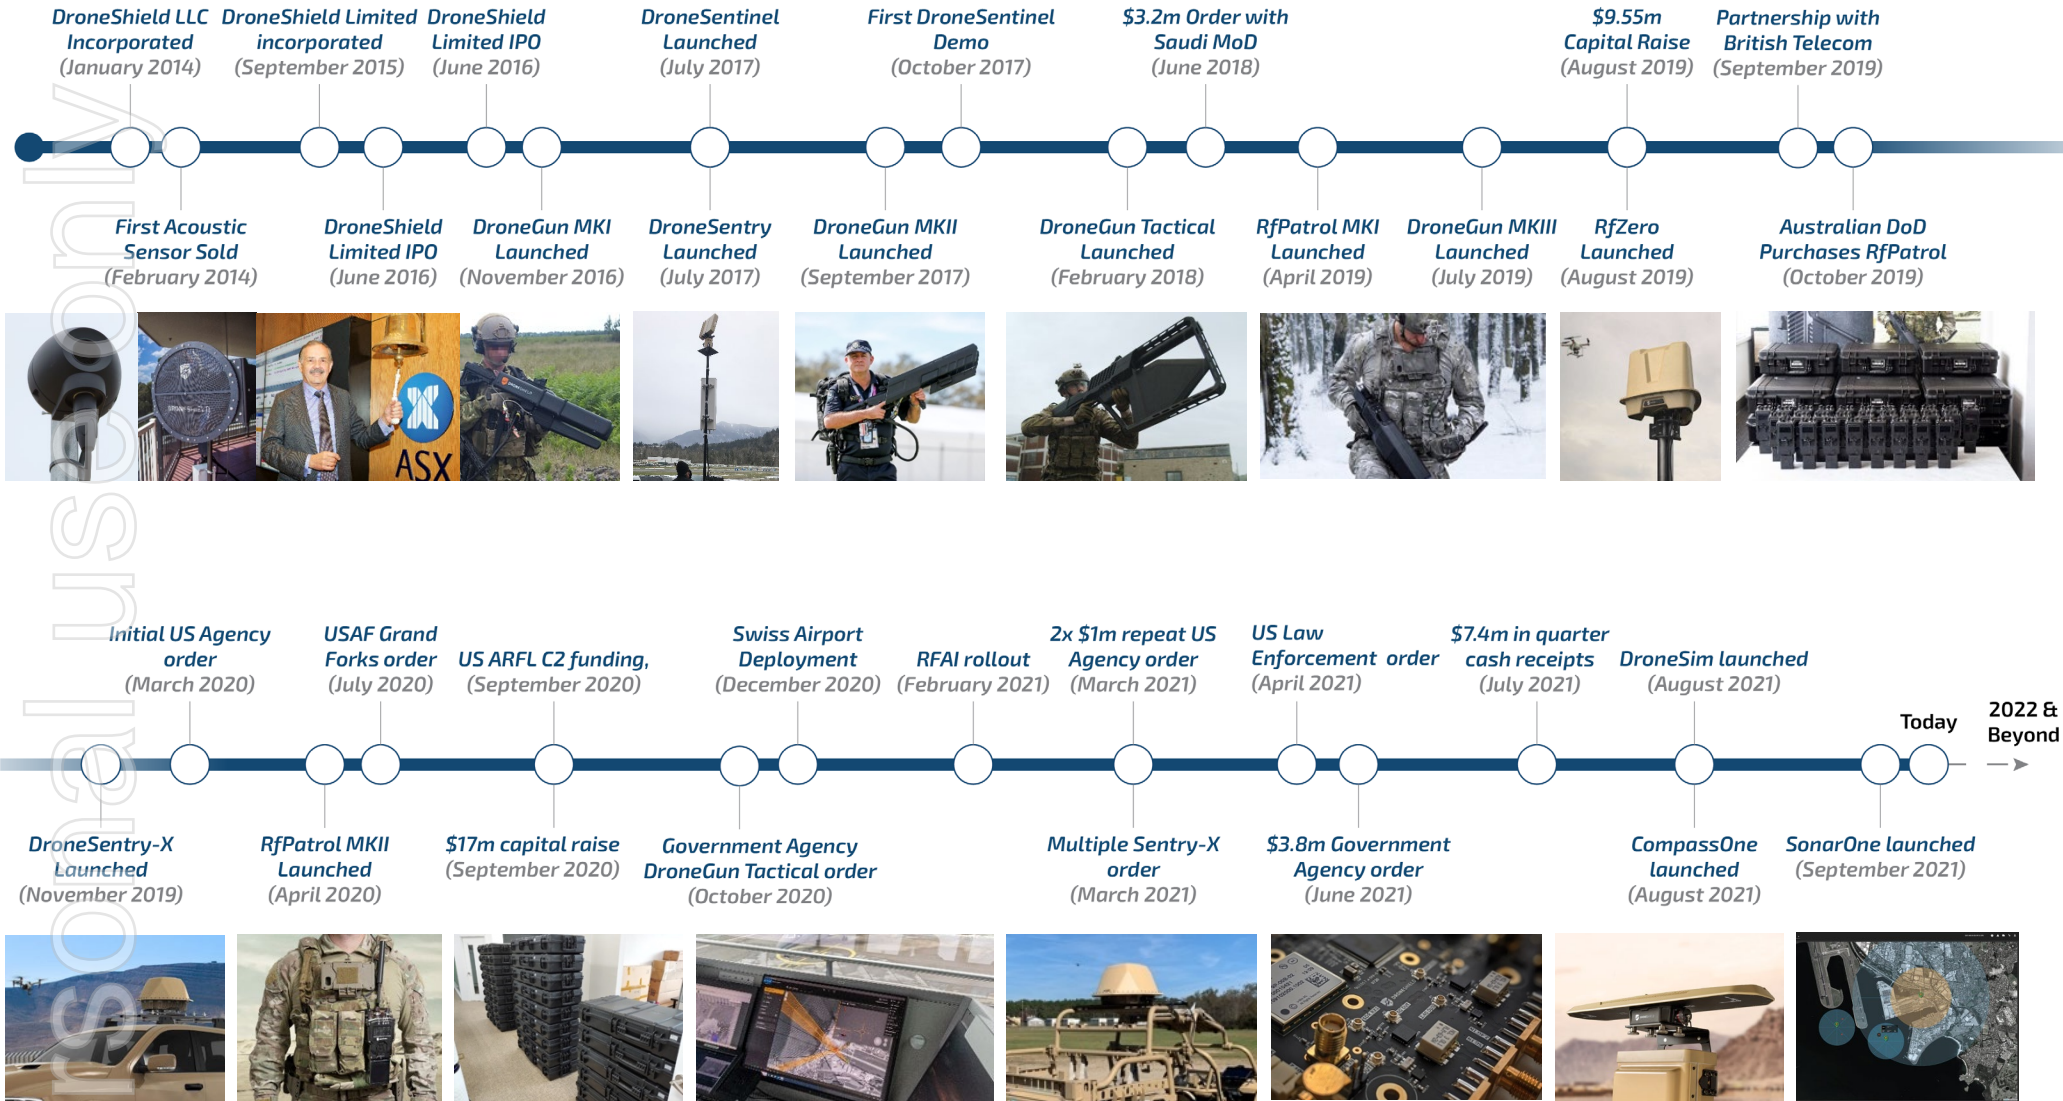 DroneShield LLC
Incorporated
(January 2014)
DroneShield Limited
incorporated
(September 2015)
DroneShield
Limited IPO
(June 2016)
DroneSentinel
Launched
(July 2017)
First DroneSentinel
Demo
(October 2017)
$3.2m Order with
Saudi MoD
(June 2018)
$9.55m
Capital Raise
(August 2019)
Partnership with
British Telecom
(September 2019)
First Acoustic
Sensor Sold
(February 2014)
DroneShield
Limited IPO
(June 2016)
DroneGun MKI
Launched
(November 2016)
DroneSentry
Launched
(July 2017)
DroneGun MKII
Launched
(September 2017)
DroneGun Tactical
Launched
(February 2018)
RfPatrol MKI
Launched
(April 2019)
DroneGun MKIII
Launched
(July 2019)
RfZero
Launched
(August 2019)
Australian DoD
Purchases RfPatrol
(October 2019)
ASX
Initial US Agency
order
(March 2020)
USAF Grand
Forks order
(July 2020)
US ARFL C2 funding,
(September 2020)
Swiss Airport
Deployment
(December 2020)
RFAI rollout
(February 2021)
2x $1m repeat US
Agency order
(March 2021)
US Law
Enforcement order
(April 2021)
$7.4m in quarter
cash receipts
(July 2021)
DroneSim launched
(August 2021)
Today
2022 &
Beyond
DroneSentry-X
Launched
(November 2019)
RfPatrol MKII
Launched
(April 2020)
$17m capital raise
(September 2020)
Government Agency
DroneGun Tactical order
(October 2020)
Multiple Sentry-X
order
(March 2021)
$3.8m Government
Agency order
(June 2021)
CompassOne
launched
(August 2021)
SonarOne launched
(September 2021)
rsonal use only